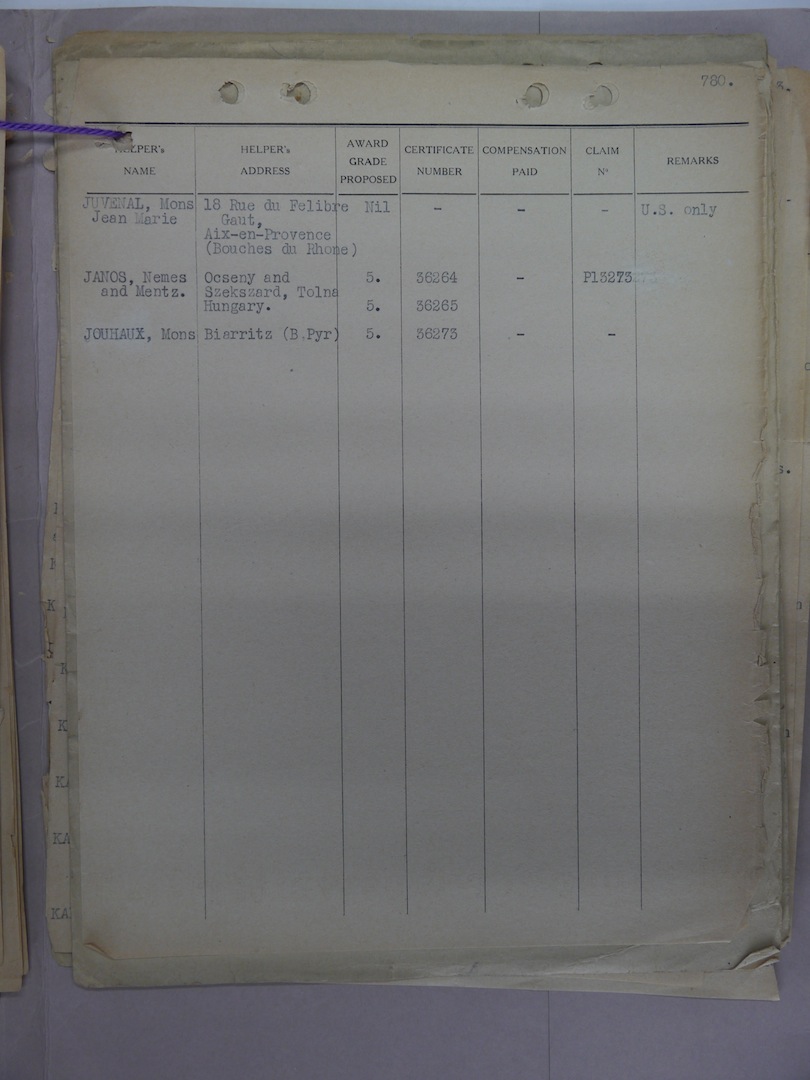 780.
HELPER's NAME HELPER's ADDRESS AWARD GRADE PROPOSED CERTIFICATE NUMBER COMPENSATION PAID CLAIM Nº REMARKS
JUVENAL, Mons 18 Rue du Felibre Nil - - - U.S. only
Jean Marie Gaut,
Aix-en-Provence
(Bouches du Rhone)
JANOS, Nemes Ocseny and 5. 36264 - P13273
and Mentz. Szekszard, Tolna
Hungary. 5. 36265
JOUHAUX, Mons Biarritz (B.Pyr) 5. 36273 - -
K
K
K
KA
KA